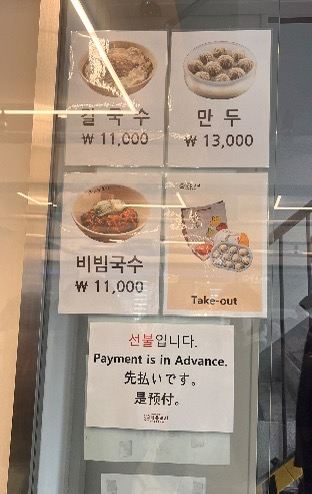 칼국수
₩ 11,000
만두
₩ 13,000
비빔국수
₩ 11,000
Take-out
선불입니다.
Payment is in Advance.
先払いです。
是预付。